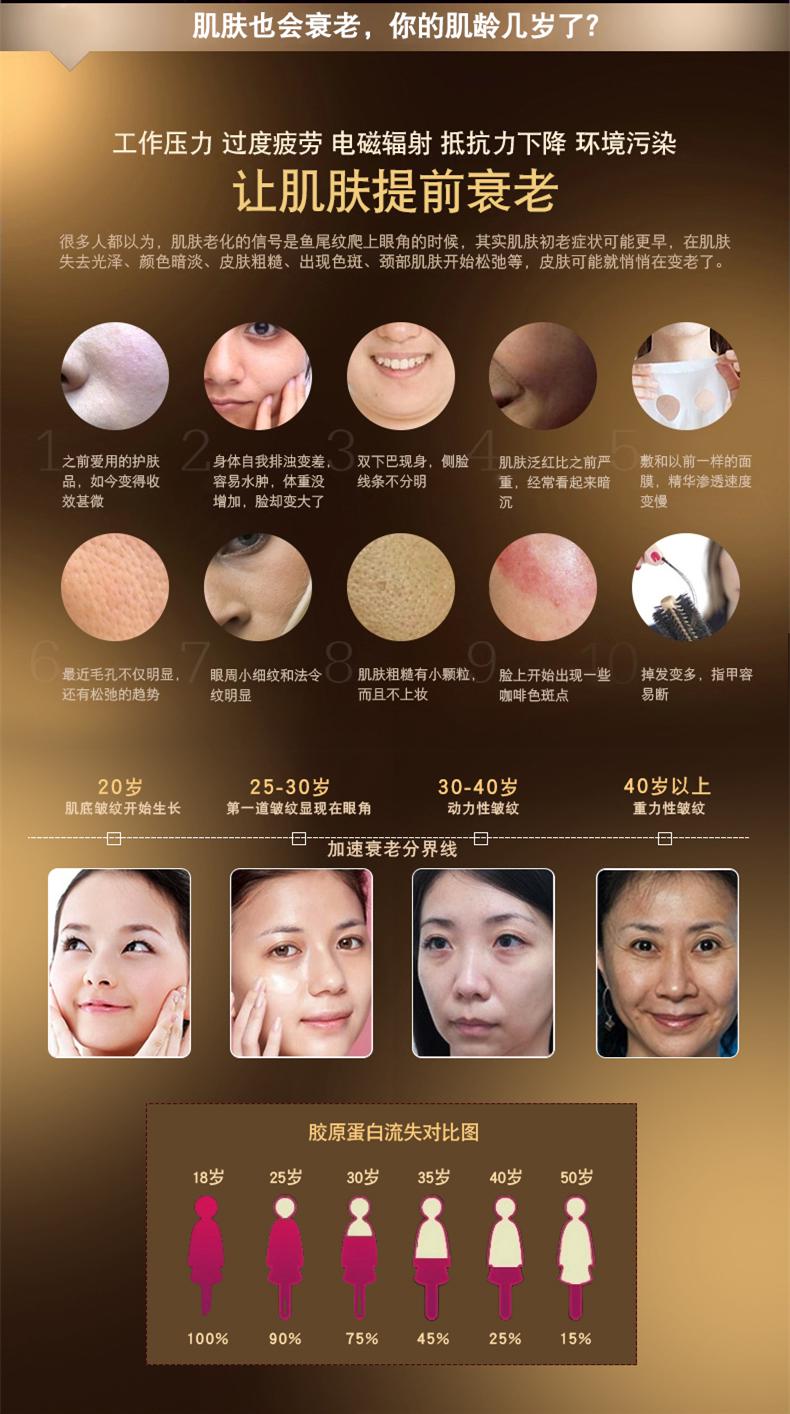 肌肤也会衰老，你的肌龄几岁了？
工作压力 过度疲劳 电磁辐射 抵抗力下降 环境污染
让肌肤提前衰老
很多人都以为，肌肤老化的信号是鱼尾纹爬上眼角的时候，其实肌肤初老症状可能更早，在肌肤
失去光泽、颜色暗淡、皮肤粗糙、出现色斑、颈部肌肤开始松弛等，皮肤可能就悄悄在变老了。
1
之前爱用的护肤
品，如今变得收
效甚微
2
身体自我排浊变差，
容易水肿，体重没
增加，脸却变大了
3
双下巴现身，侧脸
线条不分明
4
肌肤泛红比之前严
重，经常看起来暗
沉
5
敷和以前一样的面
膜，精华渗透速度
变慢
6
最近毛孔不仅明显，
还有松弛的趋势
7
眼周小细纹和法令
纹明显
8
肌肤粗糙有小颗粒，
而且不上妆
9
脸上开始出现一些
咖啡色斑点
10
掉发变多，指甲容
易断
20岁
肌底皱纹开始生长
25-30岁
第一道皱纹显现在眼角
30-40岁
动力性皱纹
40岁以上
重力性皱纹
加速衰老分界线
胶原蛋白流失对比图
18岁 25岁 30岁 35岁 40岁 50岁
100% 90% 75% 45% 25% 15%